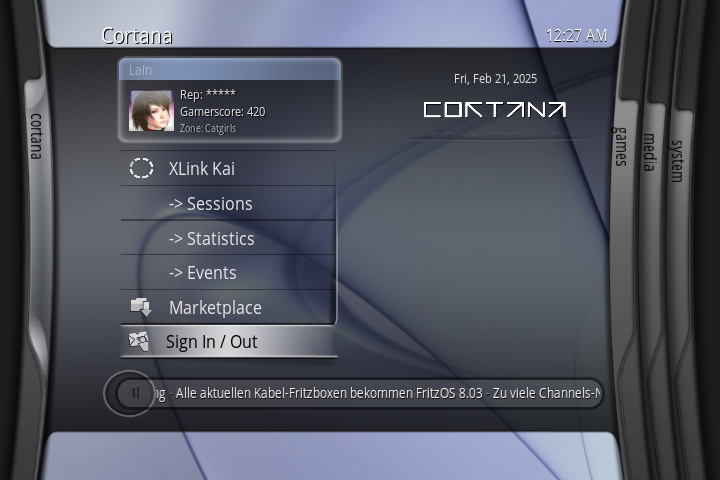 Cortana
12:27 AM
cortana
Lain
Rep: *****
Gamerscore: 420
Zone: Catgirls
Fri, Feb 21, 2025
CORTANA
XLink Kai
-> Sessions
-> Statistics
-> Events
Marketplace
Sign In / Out
ng - Alle aktuellen Kabel-Fritzboxen bekommen FritzOS 8.03 - Zu viele Channels-N
games
media
system